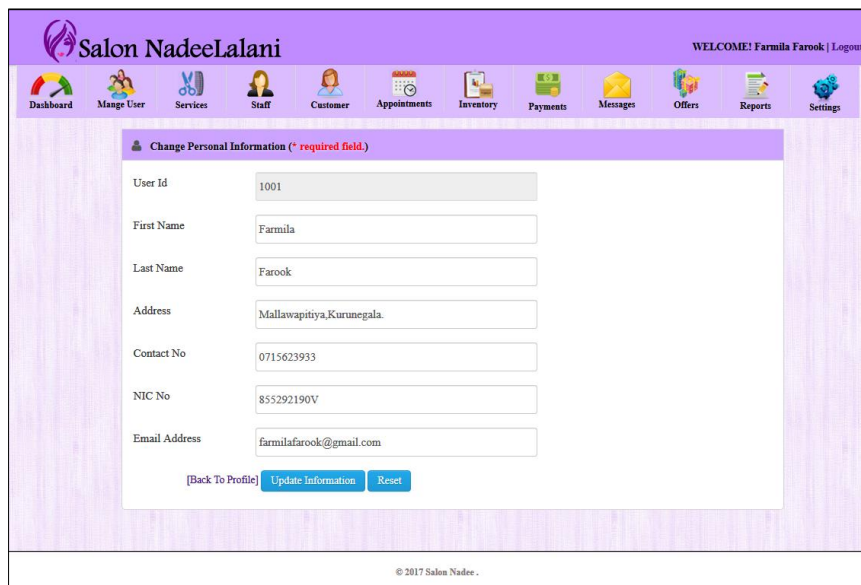 Salon NadeeLalani
WELCOME! Farmila Farook | Logout
Dashboard Mange User Services Staff Customer Appointments Inventory Payments Messages Offers Reports Settings
Change Personal Information (* required field.)
User Id 1001
First Name Farmila
Last Name Farook
Address Mallawapitiya,Kurunegala.
Contact No 0715623933
NIC No 855292190V
Email Address farmilafarook@gmail.com
[Back To Profile] Update Information Reset
© 2017 Salon Nadee .